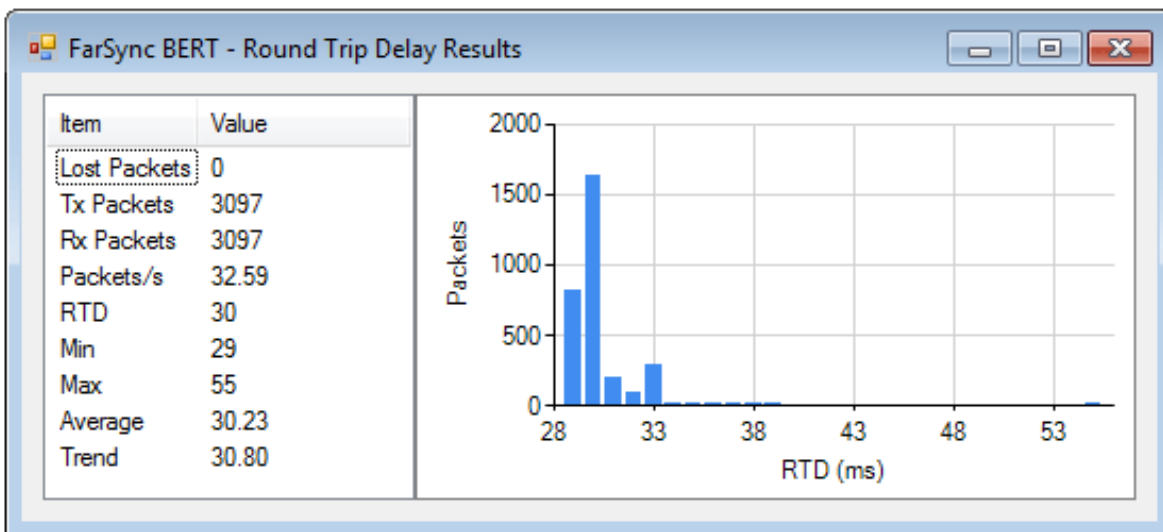 FarSync BERT - Round Trip Delay Results
Item Value
Lost Packets 0
Tx Packets 3097
Rx Packets 3097
Packets/s 32.59
RTD 30
Min 29
Max 55
Average 30.23
Trend 30.80
2000
1500
1000
500
0
Packets
28 33 38 43 48 53
RTD (ms)